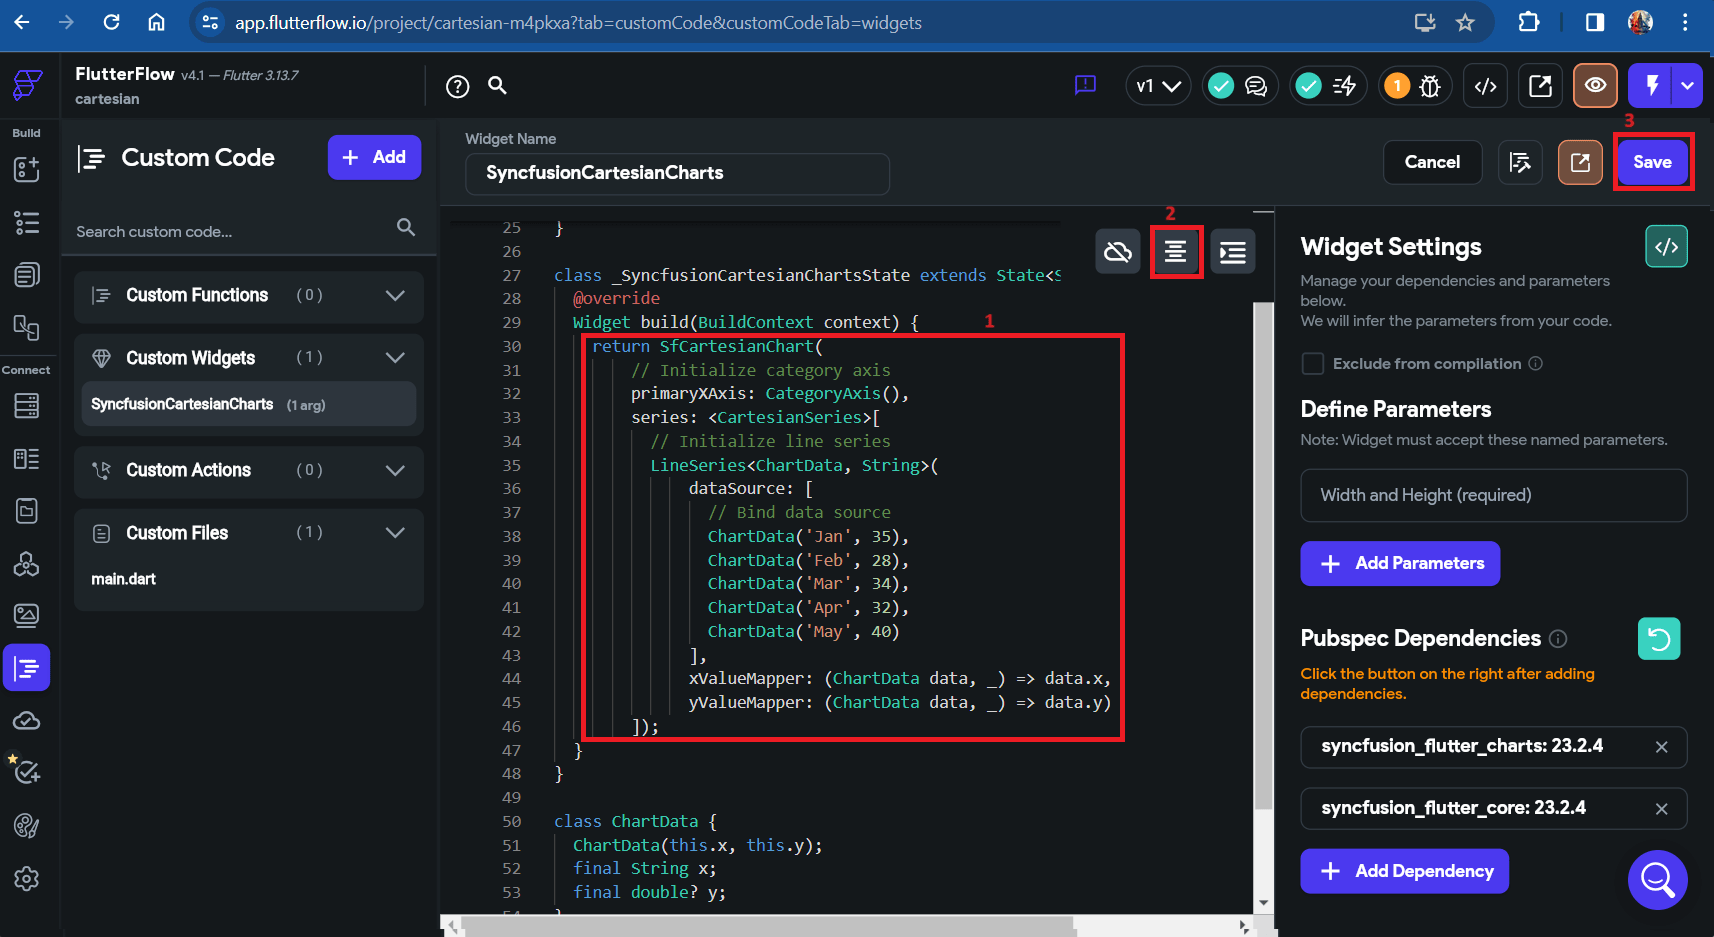 app.flutterflow.io/project/cartesian-m4pkxa?tab=customCode&customCodeTab=widgets
FlutterFlow v4.1 — Flutter 3.13.7
cartesian
v1
1
Build
Connect
Custom Code
+ Add
Search custom code...
Custom Functions (0)
Custom Widgets (1)
SyncfusionCartesianCharts (1 arg)
Custom Actions (0)
Custom Files (1)
main.dart
Widget Name
SyncfusionCartesianCharts
Cancel
3
Save
2
25 }
26
27 class _SyncfusionCartesianChartsState extends State<S
28 @override
29 Widget build(BuildContext context) {
1
30 return SfCartesianChart(
31 // Initialize category axis
32 primaryXAxis: CategoryAxis(),
33 series: <CartesianSeries>[
34 // Initialize line series
35 LineSeries<ChartData, String>(
36 dataSource: [
37 // Bind data source
38 ChartData('Jan', 35),
39 ChartData('Feb', 28),
40 ChartData('Mar', 34),
41 ChartData('Apr', 32),
42 ChartData('May', 40)
43 ],
44 xValueMapper: (ChartData data, _) => data.x,
45 yValueMapper: (ChartData data, _) => data.y)
46 ]);
47 }
48 }
49
50 class ChartData {
51 ChartData(this.x, this.y);
52 final String x;
53 final double? y;
54 }
Widget Settings
Manage your dependencies and parameters
below.
We will infer the parameters from your code.
Exclude from compilation
Define Parameters
Note: Widget must accept these named parameters.
Width and Height (required)
+ Add Parameters
Pubspec Dependencies
Click the button on the right after adding
dependencies.
syncfusion_flutter_charts: 23.2.4
syncfusion_flutter_core: 23.2.4
+ Add Dependency